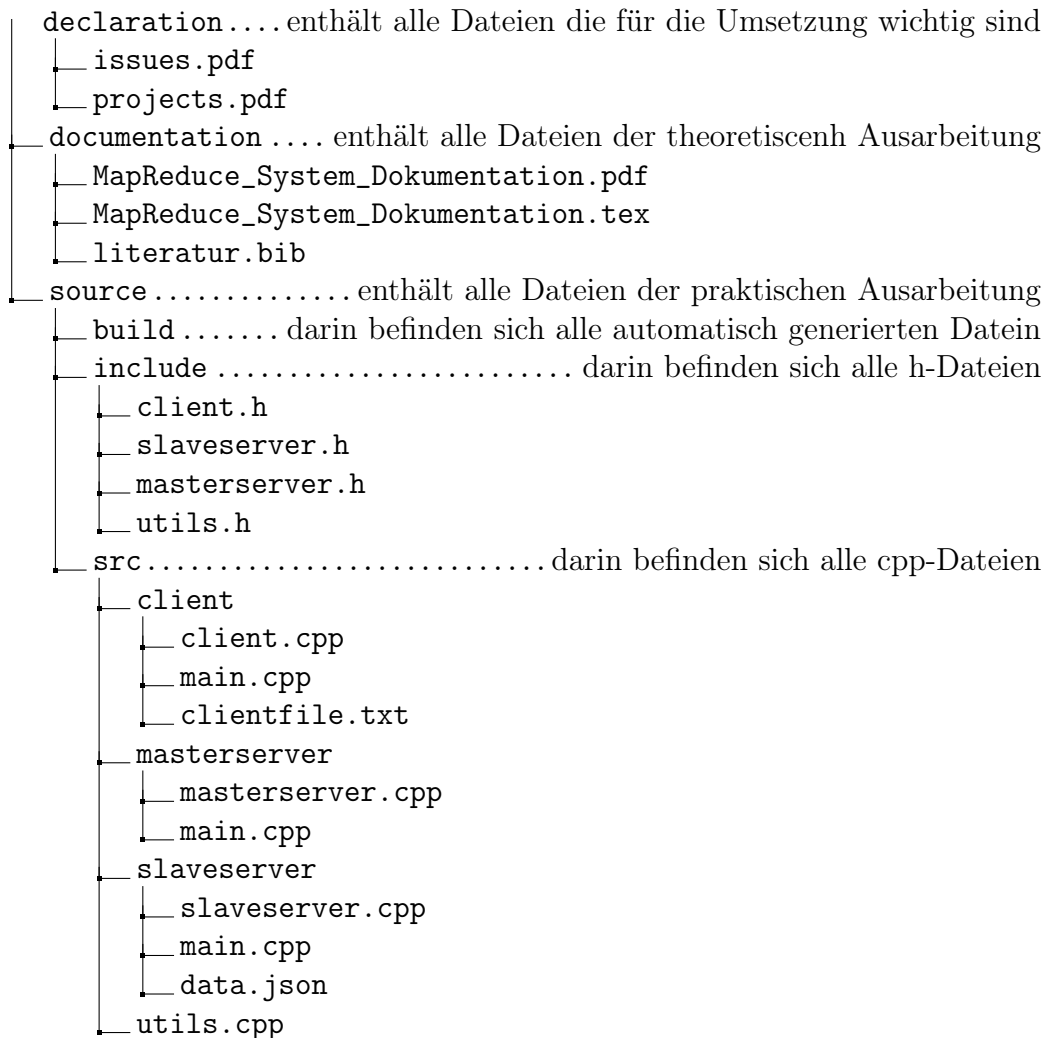 declaration....enthält alle Dateien die für die Umsetzung wichtig sind
issues.pdf
projects.pdf
documentation .... enthält alle Dateien der theoretiscenh Ausarbeitung
MapReduce_System_Dokumentation.pdf
MapReduce_System_Dokumentation.tex
literatur.bib
source..............enthält alle Dateien der praktischen Ausarbeitung
build....... darin befinden sich alle automatisch generierten Datein
include ......................... darin befinden sich alle h-Dateien
client.h
slaveserver.h
masterserver.h
utils.h
src............................darin befinden sich alle cpp-Dateien
client
client.cpp
main.cpp
clientfile.txt
masterserver
masterserver.cpp
main.cpp
slaveserver
slaveserver.cpp
main.cpp
data.json
utils.cpp